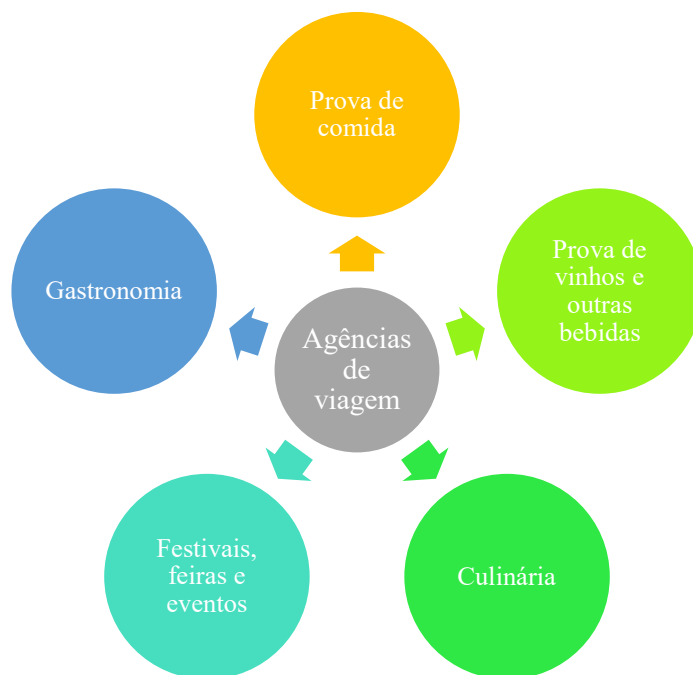 Prova de
comida
Gastronomia
Prova de
vinhos e
outras
bebidas
Agências
de
viagem
Festivais,
feiras e
eventos
Culinária